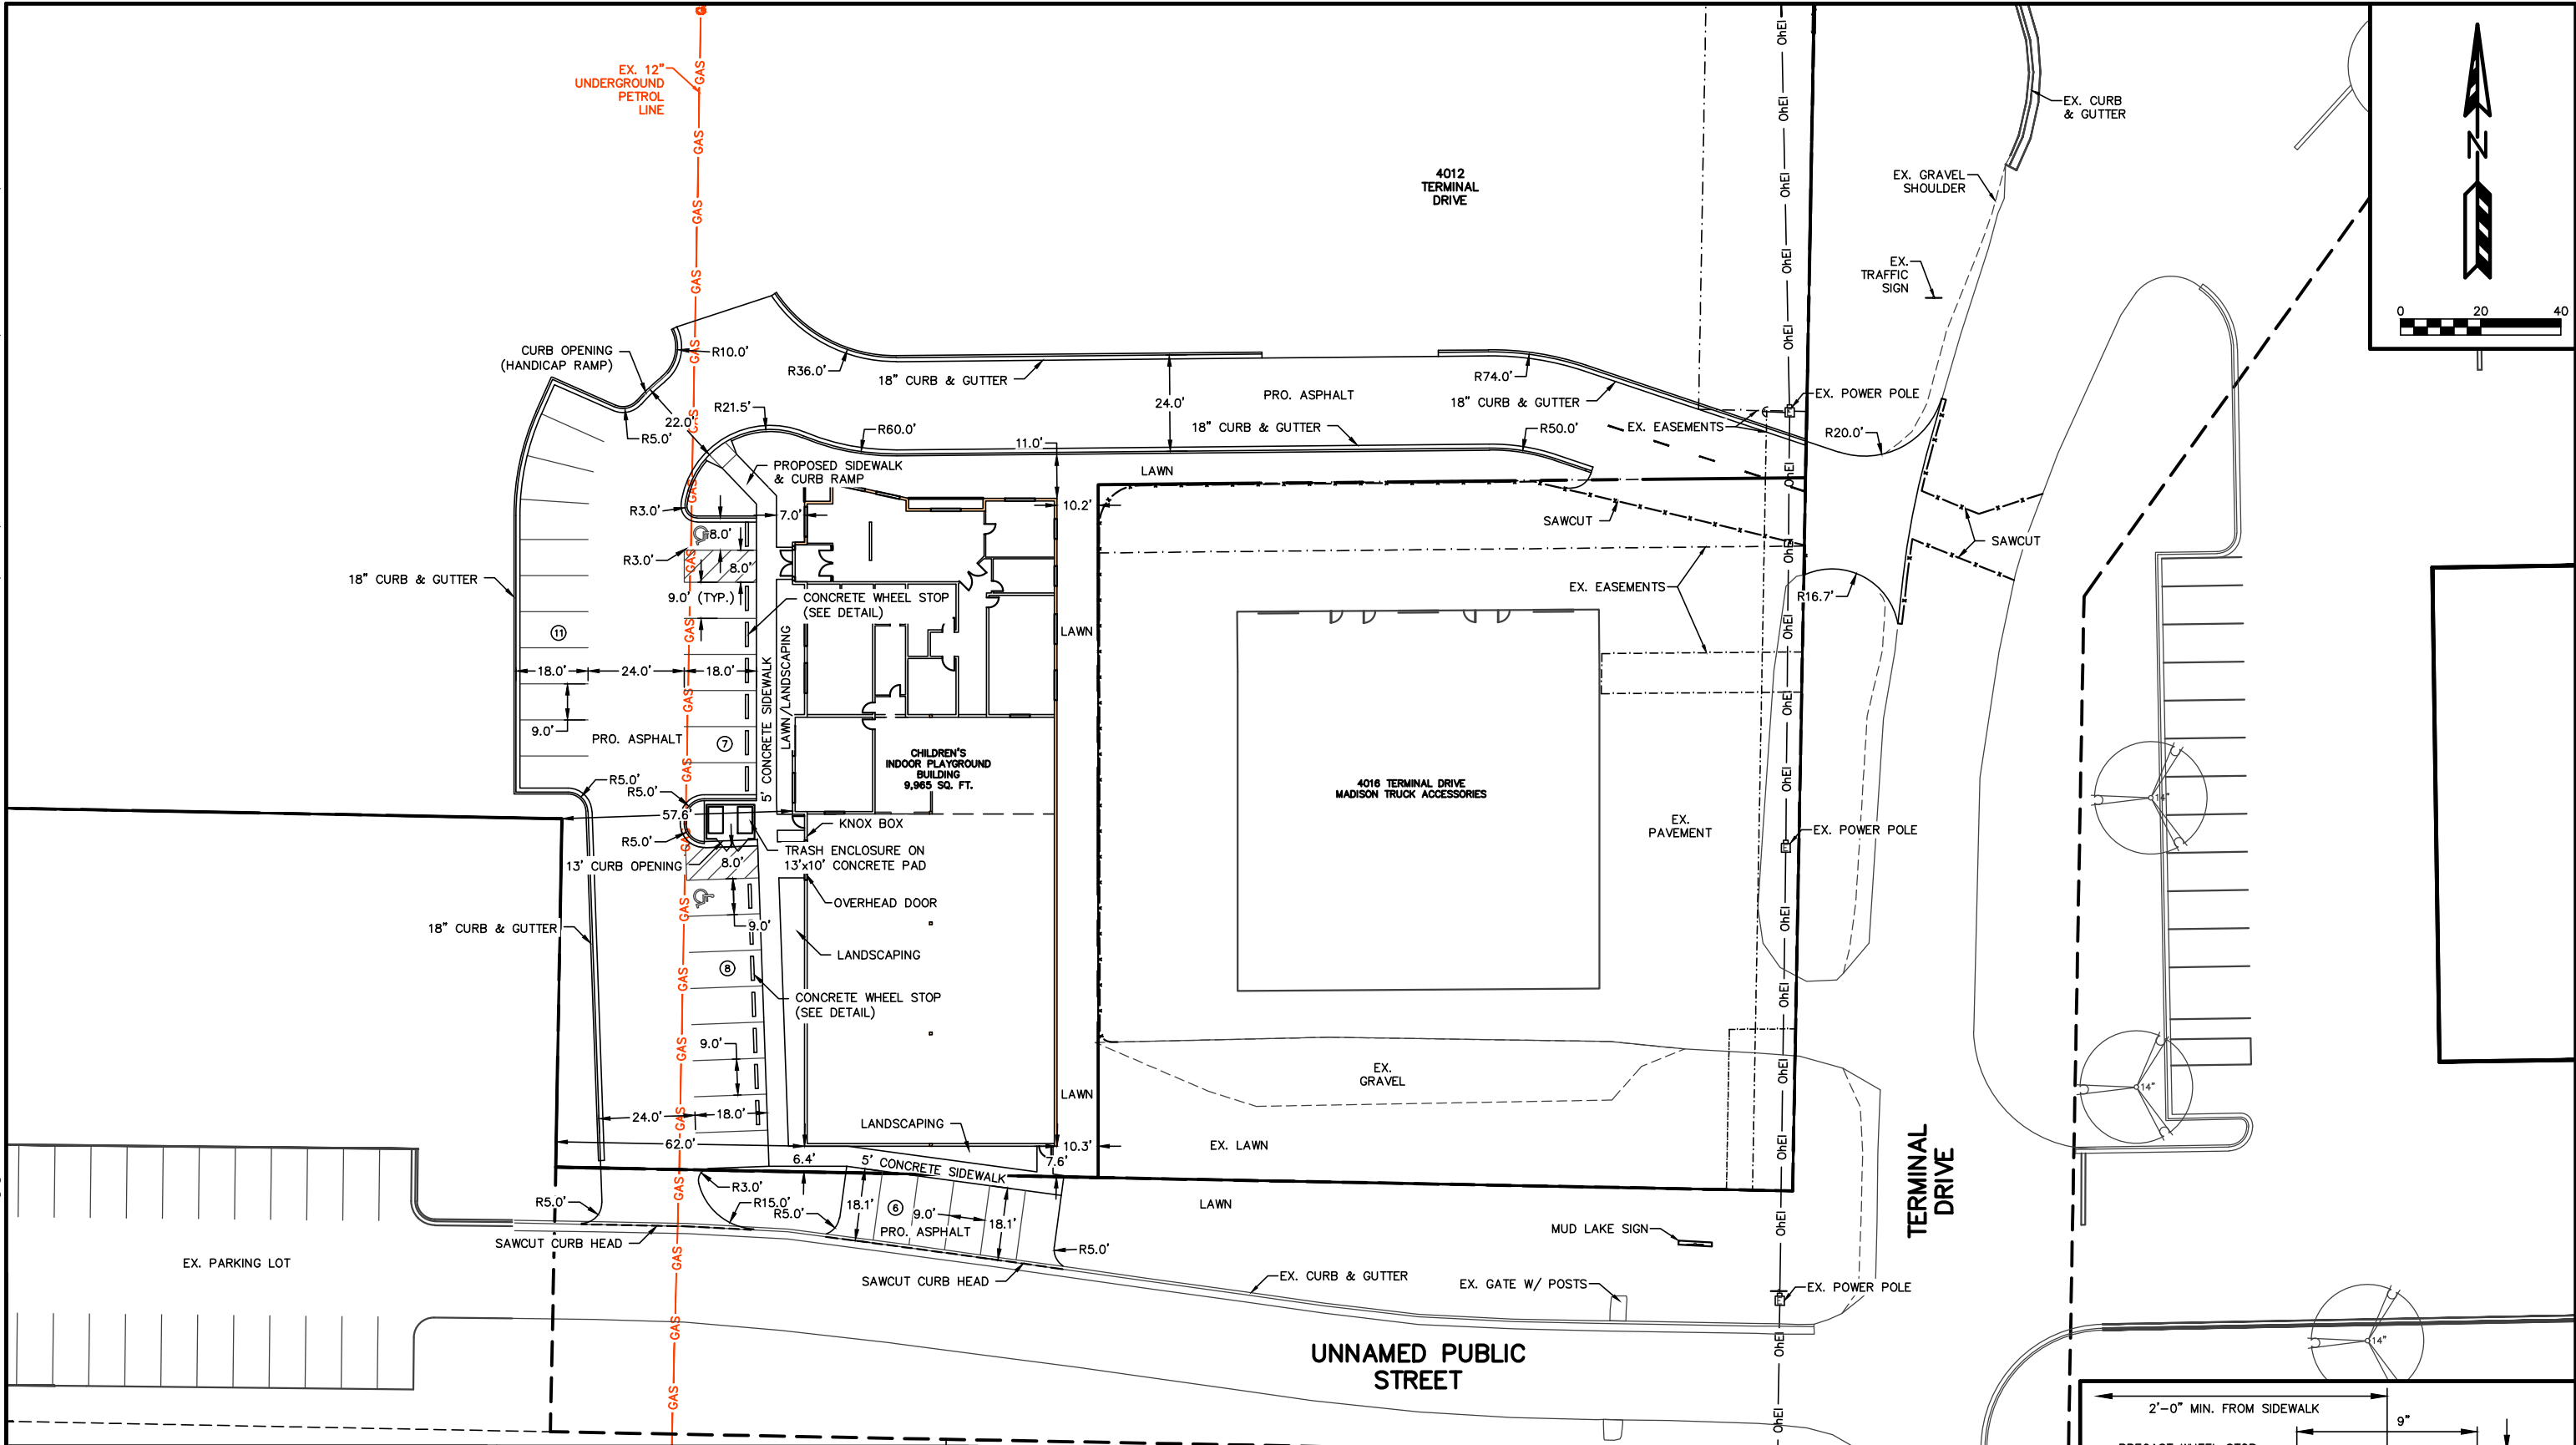 EX. 12"
UNDERGROUND
PETROL
LINE
GAS
OhEl
N
0 20 40
4012
TERMINAL
DRIVE
EX. CURB
& GUTTER
EX. GRAVEL
SHOULDER
EX.
TRAFFIC
SIGN
CURB OPENING
(HANDICAP RAMP)
R10.0'
R36.0'
18" CURB & GUTTER
24.0'
PRO. ASPHALT
R74.0'
18" CURB & GUTTER
EX. POWER POLE
R5.0'
22.0'
R21.5'
R60.0'
11.0'
18" CURB & GUTTER
R50.0'
EX. EASEMENTS
R20.0'
PROPOSED SIDEWALK
& CURB RAMP
LAWN
R3.0'
7.0'
10.2'
SAWCUT
SAWCUT
8.0'
R3.0'
8.0'
18" CURB & GUTTER
9.0' (TYP.)
CONCRETE WHEEL STOP
(SEE DETAIL)
EX. EASEMENTS
R16.7'
11
LAWN
18.0'
24.0'
18.0'
5' CONCRETE SIDEWALK
LAWN/LANDSCAPING
9.0'
PRO. ASPHALT
7
CHILDREN'S
INDOOR PLAYGROUND
BUILDING
9,965 SQ. FT.
4016 TERMINAL DRIVE
MADISON TRUCK ACCESSORIES
R5.0'
R5.0'
57.6'
KNOX BOX
EX.
PAVEMENT
EX. POWER POLE
14"
R5.0'
13' CURB OPENING
8.0'
TRASH ENCLOSURE ON
13'x10' CONCRETE PAD
OVERHEAD DOOR
9.0'
18" CURB & GUTTER
LANDSCAPING
8
CONCRETE WHEEL STOP
(SEE DETAIL)
9.0'
EX.
GRAVEL
14"
LAWN
24.0'
18.0'
LANDSCAPING
62.0'
10.3'
EX. LAWN
6.4'
5' CONCRETE SIDEWALK
7.6'
TERMINAL
DRIVE
R3.0'
R5.0'
R15.0'
R5.0'
18.1'
6
9.0'
18.1'
PRO. ASPHALT
LAWN
MUD LAKE SIGN
SAWCUT CURB HEAD
R5.0'
EX. PARKING LOT
SAWCUT CURB HEAD
EX. CURB & GUTTER
EX. GATE W/ POSTS
EX. POWER POLE
UNNAMED PUBLIC
STREET
14"
2'-0" MIN. FROM SIDEWALK
9"